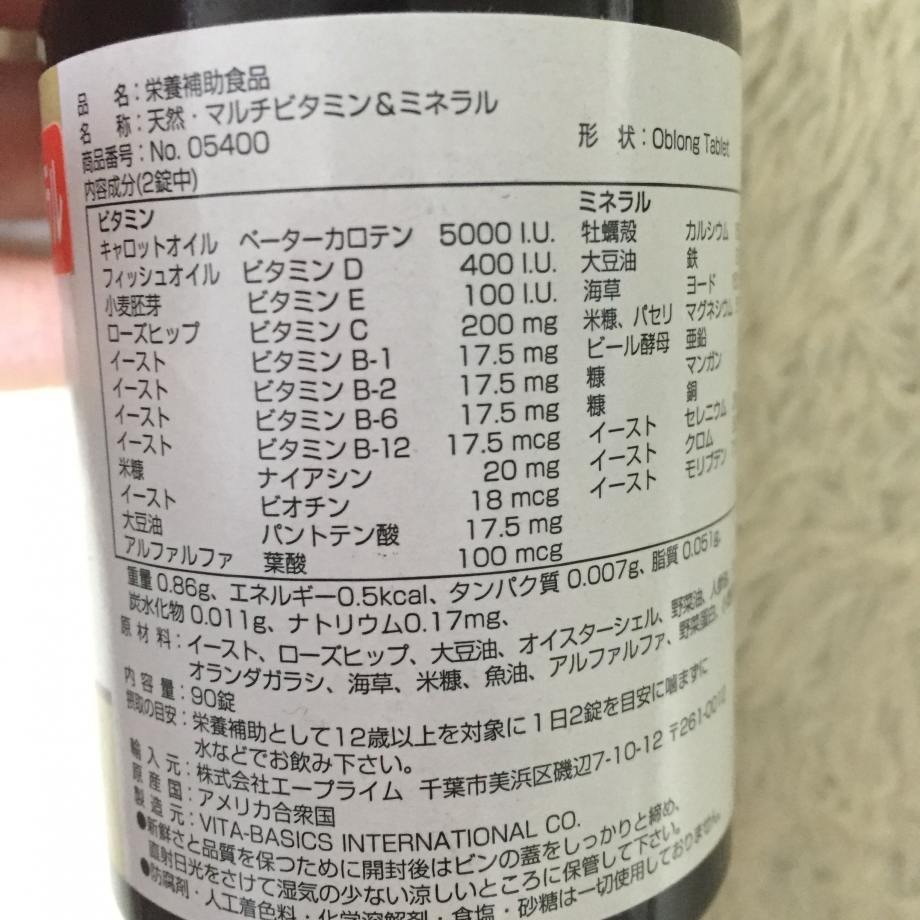 品 名：栄養補助食品
名 称：天然・マルチビタミン＆ミネラル
商品番号：No. 05400
形 状：Oblong Tablet
内容成分(2錠中)
ビタミン
キャロットオイル ベーターカロテン 5000 I.U.
フィッシュオイル ビタミン D 400 I.U.
小麦胚芽 ビタミン E 100 I.U.
ローズヒップ ビタミン C 200 mg
イースト ビタミン B-1 17.5 mg
イースト ビタミン B-2 17.5 mg
イースト ビタミン B-6 17.5 mg
イースト ビタミン B-12 17.5 mcg
米糠 ナイアシン 20 mg
イースト ビオチン 18 mcg
大豆油 パントテン酸 17.5 mg
アルファルファ 葉酸 100 mcg
ミネラル
牡蠣殻 カルシウム
大豆油 鉄
海草 ヨード
米糠、パセリ マグネシウム
ビール酵母 亜鉛
糠 マンガン
糠 銅
イースト セレニウム
イースト クロム
イースト モリブデン
重量 0.86g、エネルギー0.5kcal、タンパク質 0.007g、脂質 0.051g、
炭水化物 0.011g、ナトリウム0.17mg、
原 材 料：イースト、ローズヒップ、大豆油、オイスターシェル、野菜油、
オランダガラシ、海草、米糠、魚油、アルファルファ、野菜蛋白、
内 容 量：90錠
摂取の目安：栄養補助として12歳以上を対象に１日2錠を目安に噛まずに
水などでお飲み下さい。
輸 入 元：株式会社エープライム 千葉市美浜区磯辺7-10-12 〒261-0012
原 産 国：アメリカ合衆国
製 造 元：VITA-BASICS INTERNATIONAL CO.
●新鮮さと品質を保つために開封後はビンの蓋をしっかりと締め、
直射日光をさけて湿気の少ない涼しいところに保管して下さい。
●防腐剤・人工着色料・化学溶解剤・食塩・砂糖は一切使用しておりません。